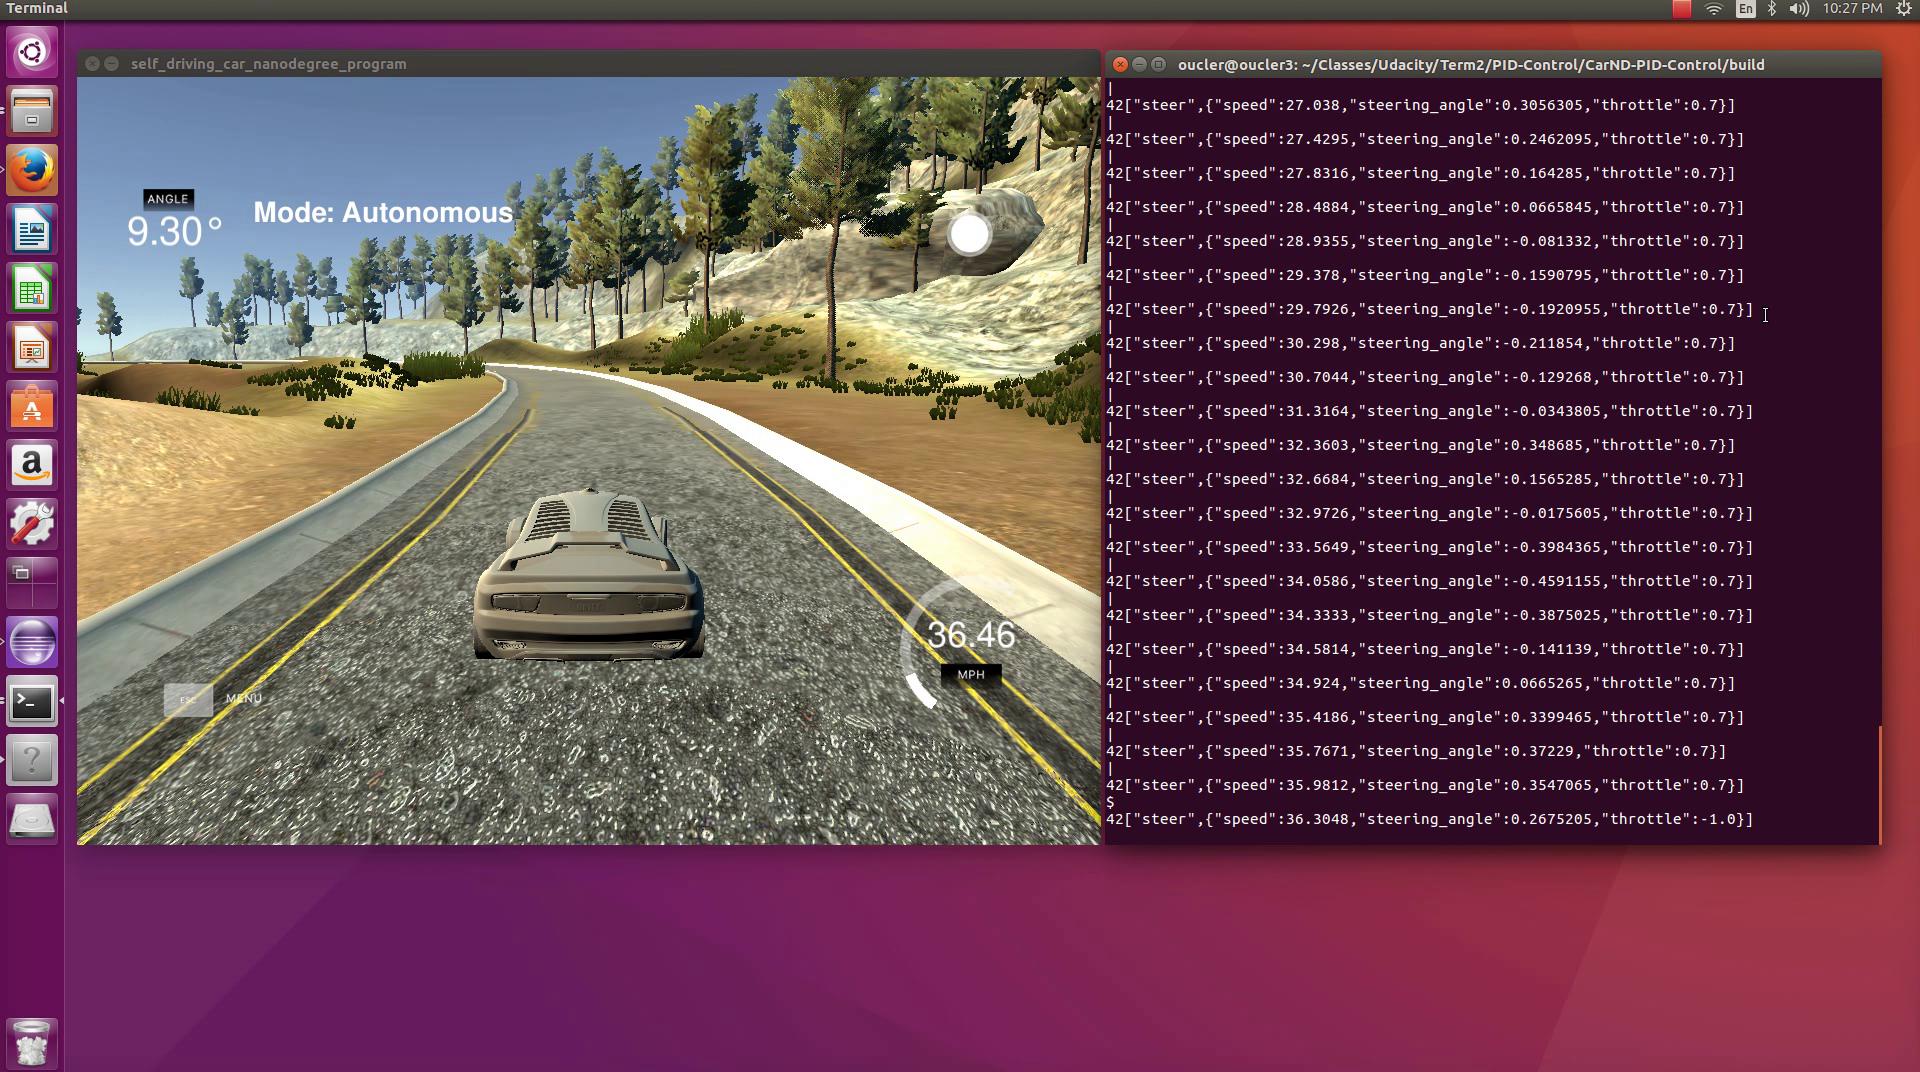 Terminal
En
10:27 PM
self_driving_car_nanodegree_program
ANGLE
9.30°
Mode: Autonomous
36.46
MPH
ESC
MENU
oucler@oucler3: ~/Classes/Udacity/Term2/PID-Control/CarND-PID-Control/build
|
42["steer",{"speed":27.038,"steering_angle":0.3056305,"throttle":0.7}]
|
42["steer",{"speed":27.4295,"steering_angle":0.2462095,"throttle":0.7}]
|
42["steer",{"speed":27.8316,"steering_angle":0.164285,"throttle":0.7}]
|
42["steer",{"speed":28.4884,"steering_angle":0.0665845,"throttle":0.7}]
|
42["steer",{"speed":28.9355,"steering_angle":-0.081332,"throttle":0.7}]
|
42["steer",{"speed":29.378,"steering_angle":-0.1590795,"throttle":0.7}]
|
42["steer",{"speed":29.7926,"steering_angle":-0.1920955,"throttle":0.7}]
|
42["steer",{"speed":30.298,"steering_angle":-0.211854,"throttle":0.7}]
|
42["steer",{"speed":30.7044,"steering_angle":-0.129268,"throttle":0.7}]
|
42["steer",{"speed":31.3164,"steering_angle":-0.0343805,"throttle":0.7}]
|
42["steer",{"speed":32.3603,"steering_angle":0.348685,"throttle":0.7}]
|
42["steer",{"speed":32.6684,"steering_angle":0.1565285,"throttle":0.7}]
|
42["steer",{"speed":32.9726,"steering_angle":-0.0175605,"throttle":0.7}]
|
42["steer",{"speed":33.5649,"steering_angle":-0.3984365,"throttle":0.7}]
|
42["steer",{"speed":34.0586,"steering_angle":-0.4591155,"throttle":0.7}]
|
42["steer",{"speed":34.3333,"steering_angle":-0.3875025,"throttle":0.7}]
|
42["steer",{"speed":34.5814,"steering_angle":-0.141139,"throttle":0.7}]
|
42["steer",{"speed":34.924,"steering_angle":0.0665265,"throttle":0.7}]
|
42["steer",{"speed":35.4186,"steering_angle":0.3399465,"throttle":0.7}]
|
42["steer",{"speed":35.7671,"steering_angle":0.37229,"throttle":0.7}]
|
42["steer",{"speed":35.9812,"steering_angle":0.3547065,"throttle":0.7}]
$
42["steer",{"speed":36.3048,"steering_angle":0.2675205,"throttle":-1.0}]